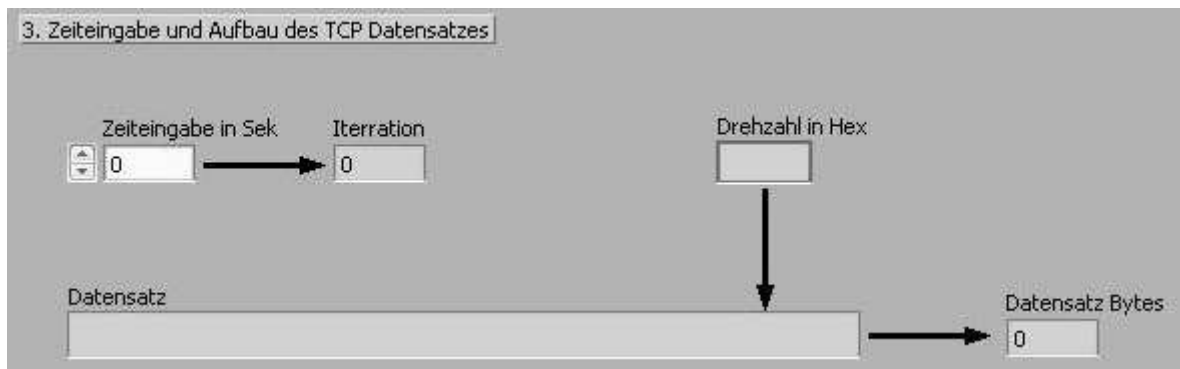 3. Zeiteingabe und Aufbau des TCP Datensatzes
Zeiteingabe in Sek
Iterration
Drehzahl in Hex
0
0
Datensatz
Datensatz Bytes
0